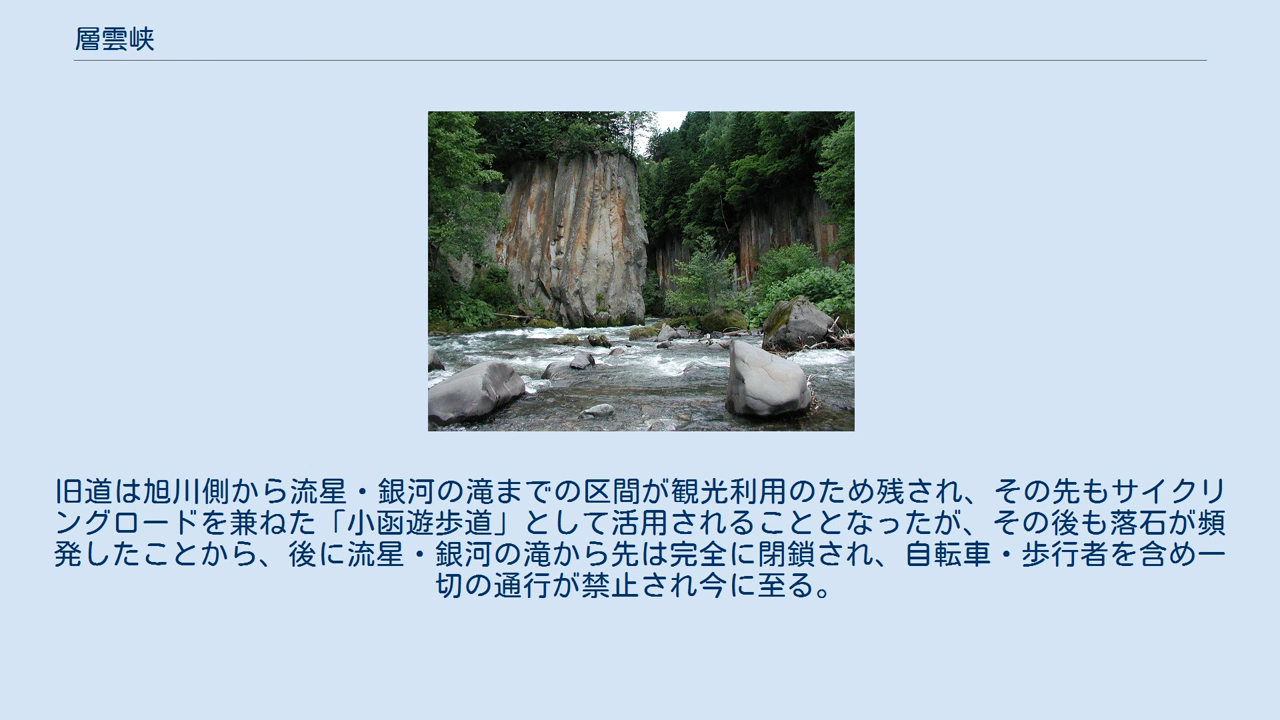 層雲峡
旧道は旭川側から流星・銀河の滝までの区間が観光利用のため残され、その先もサイクリ
ングロードを兼ねた「小函遊歩道」として活用されることとなったが、その後も落石が頻
発したことから、後に流星・銀河の滝から先は完全に閉鎖され、自転車・歩行者を含め一
切の通行が禁止され今に至る。